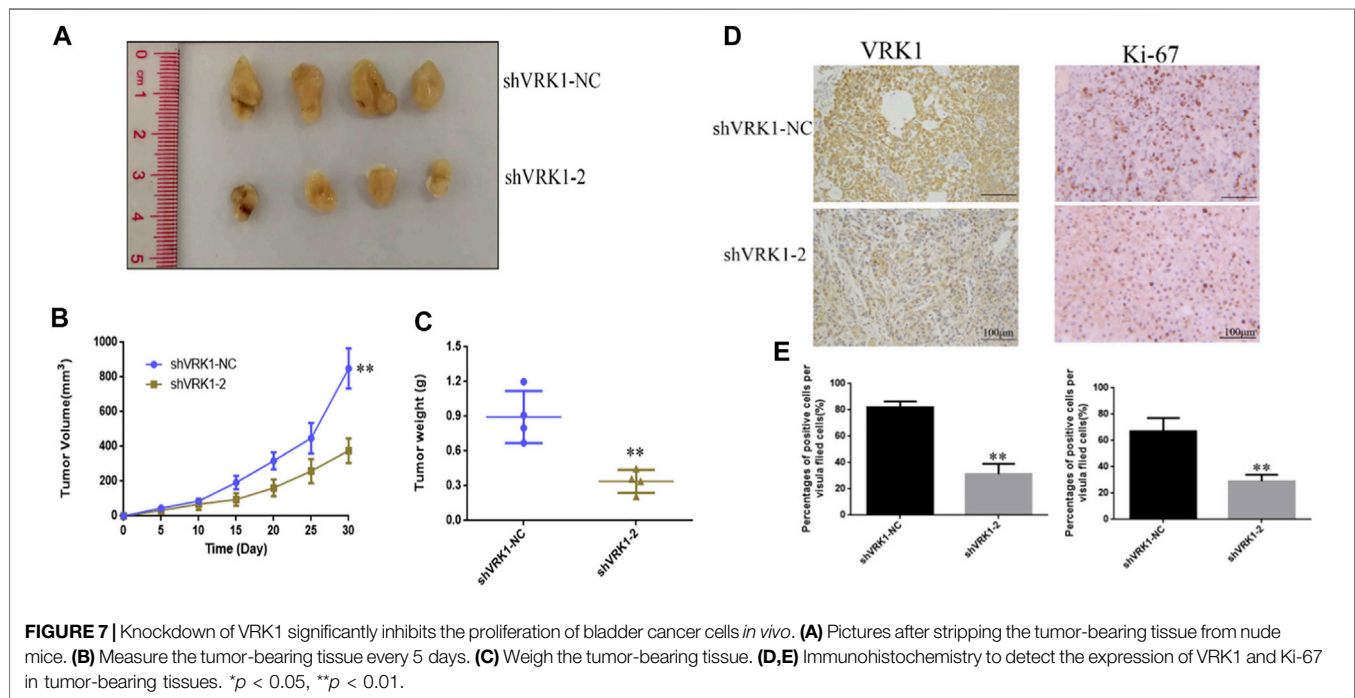 A
0
cm
1
2
3
4
5
shVRK1-NC
shVRK1-2
D
VRK1
Ki-67
shVRK1-NC
shVRK1-2
100μm
100μm
B
1000
800
600
400
200
0
Tumor Volume(mm³)
shVRK1-NC
shVRK1-2
**
0 5 10 15 20 25 30
Time (Day)
C
1.5
1.2
0.9
0.6
0.3
0.0
Tumor weight (g)
**
shVRK1-NC
shVRK1-2
E
Percentages of positive cells per
visula flied cells(%)
100
80
60
40
20
0
**
shVRK1-NC
shVRK1-2
Percentages of positive cells per
visula flied cells(%)
100
80
60
40
20
0
**
shVRK1-NC
shVRK1-2
FIGURE 7 | Knockdown of VRK1 significantly inhibits the proliferation of bladder cancer cells in vivo. (A) Pictures after stripping the tumor-bearing tissue from nude
mice. (B) Measure the tumor-bearing tissue every 5 days. (C) Weigh the tumor-bearing tissue. (D,E) Immunohistochemistry to detect the expression of VRK1 and Ki-67
in tumor-bearing tissues. *p < 0.05, **p < 0.01.